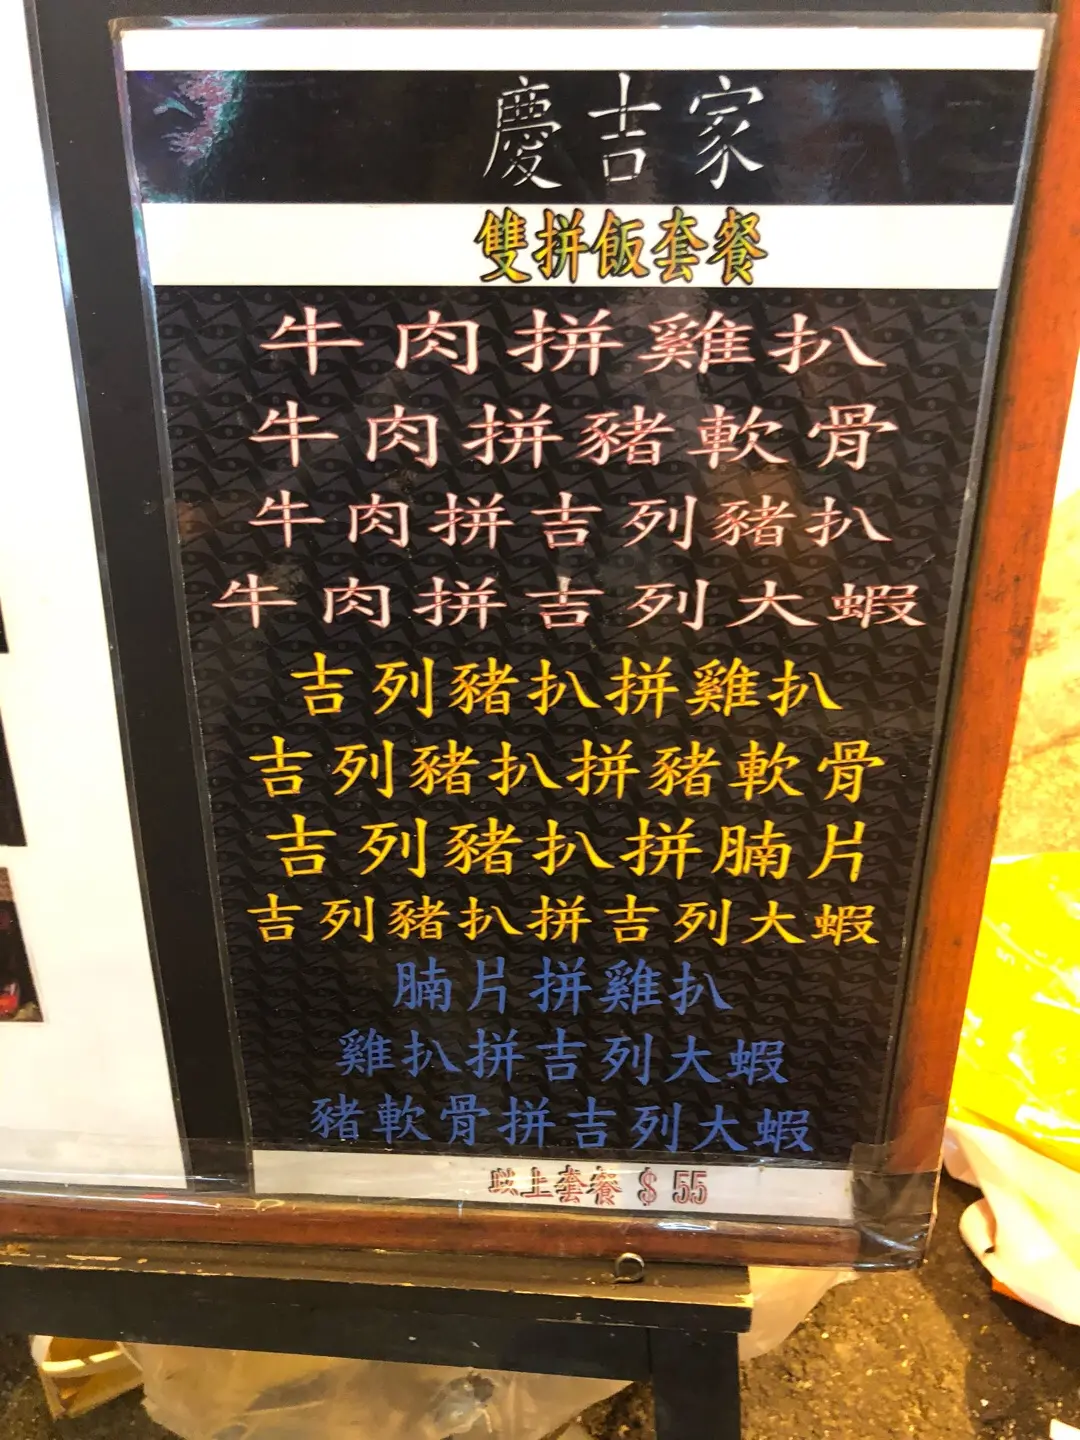 慶吉家
雙拼飯套餐
牛肉拼雞扒
牛肉拼豬軟骨
牛肉拼吉列豬扒
牛肉拼吉列大蝦
吉列豬扒拼雞扒
吉列豬扒拼豬軟骨
吉列豬扒拼腩片
吉列豬扒拼吉列大蝦
腩片拼雞扒
雞扒拼吉列大蝦
豬軟骨拼吉列大蝦
以上套餐 $ 55